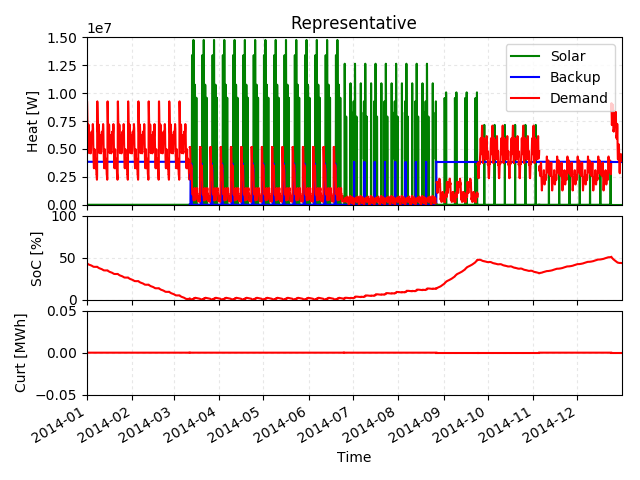 Representative
1e7
Heat [W]
1.50
1.25
1.00
0.75
0.50
0.25
0.00
Solar
Backup
Demand
SoC [%]
100
50
0
Curt [MWh]
0.05
0.00
−0.05
2014-01
2014-02
2014-03
2014-04
2014-05
2014-06
2014-07
2014-08
2014-09
2014-10
2014-11
2014-12
Time